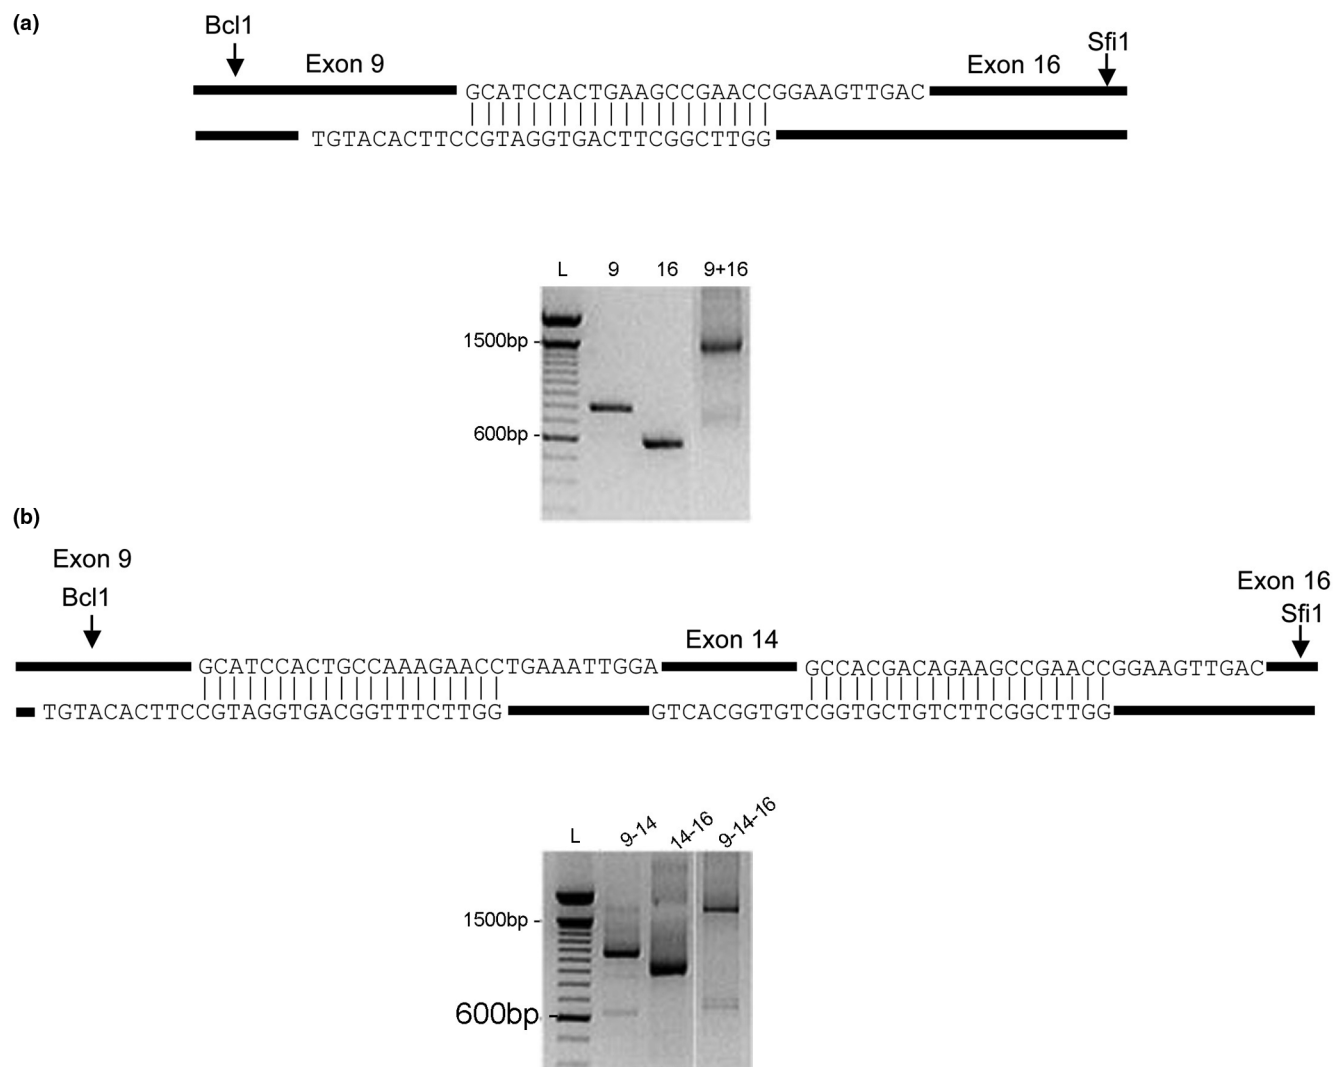 (a)
Bcl1
Sfi1
Exon 9
Exon 16
GCATCCACTGAAGCCGAACCGGAAGTTGAC
TGTACACTTCCGTAGGTGACTTCGGCTTGG
L 9 16 9+16
1500bp -
600bp -
(b)
Exon 9
Exon 16
Bcl1
Sfi1
Exon 14
GCATCCACTGCCAAAGAACCTGAAATTGGA
GCCACGACAGAAGCCGAACCGGAAGTTGAC
TGTACACTTCCGTAGGTGACGGTTTCTTGG
GTCACGGTGTCGGTGCTGTCTTCGGCTTGG
L 9-14 14-16 9-14-16
1500bp -
600bp -